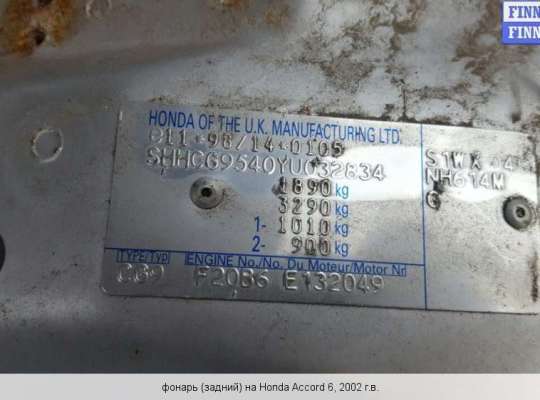 FINN
FINN
HONDA OF THE U.K. MANUFACTURING LTD
e11*98/14*0105
SHHCG9540YU032834
1890 kg
3290 kg
1- 1010 kg
2- 900 kg
S1WX
NH614M
G
TYPE/TYP ENGINE No./No. Du Moteur/Motor Nr
CG9 F20B6 E132049
фонарь (задний) на Honda Accord 6, 2002 г.в.